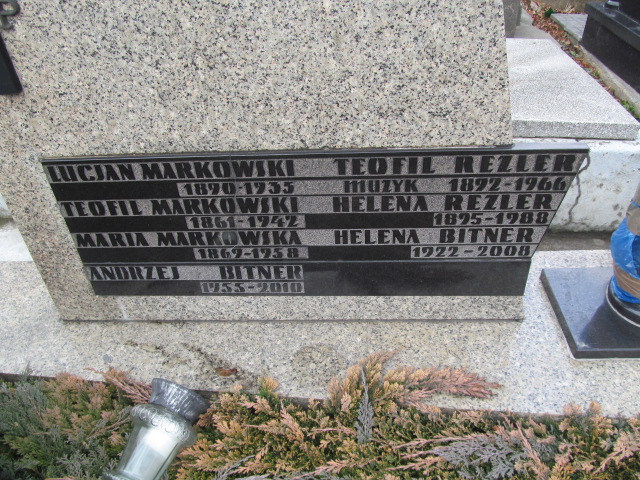 LUCJAN MARKOWSKI
1890-1935
TEOFIL MARKOWSKI
1861-1942
MARIA MARKOWSKA
1869-1958
ANDRZEJ BITNER
1955-2010
TEOFIL REZLER
MUZYK 1892-1966
HELENA REZLER
1895-1988
HELENA BITNER
1922-2008